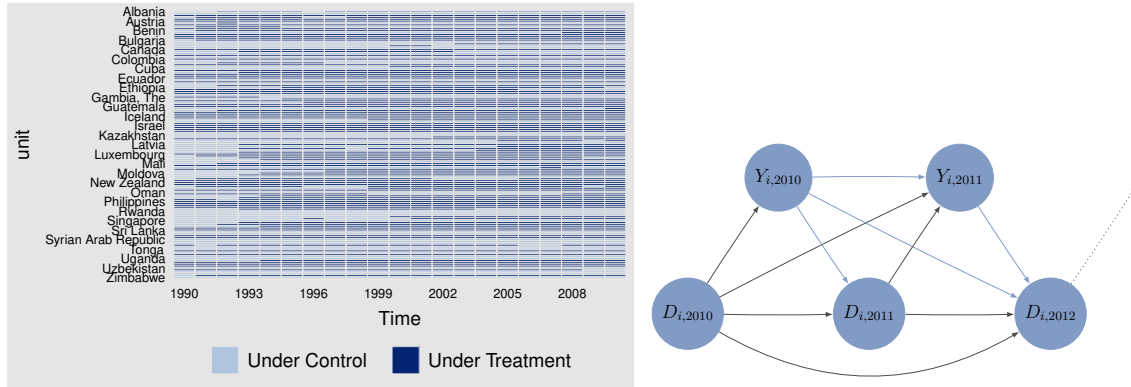 Albania
Austria
Benin
Bulgaria
Canada
Colombia
Cuba
Ecuador
Ethiopia
Gambia, The
Guatemala
Iceland
Israel
Kazakhstan
Latvia
Luxembourg
Mali
Moldova
New Zealand
Oman
Philippines
Rwanda
Singapore
Sri Lanka
Syrian Arab Republic
Tonga
Uganda
Uzbekistan
Zimbabwe
unit
1990 1993 1996 1999 2002 2005 2008
Time
Under Control Under Treatment
Y_{i,2010} Y_{i,2011}
D_{i,2010} D_{i,2011} D_{i,2012}